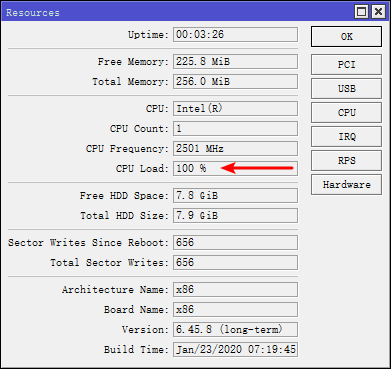 Resources
Uptime: 00:03:26
OK
Free Memory: 225.8 MiB
PCI
Total Memory: 256.0 MiB
USB
CPU: Intel(R)
CPU
CPU Count: 1
IRQ
CPU Frequency: 2501 MHz
RPS
CPU Load: 100 %
Hardware
Free HDD Space: 7.8 GiB
Total HDD Size: 7.9 GiB
Sector Writes Since Reboot: 656
Total Sector Writes: 656
Architecture Name: x86
Board Name: x86
Version: 6.45.8 (long-term)
Build Time: Jan/23/2020 07:19:45